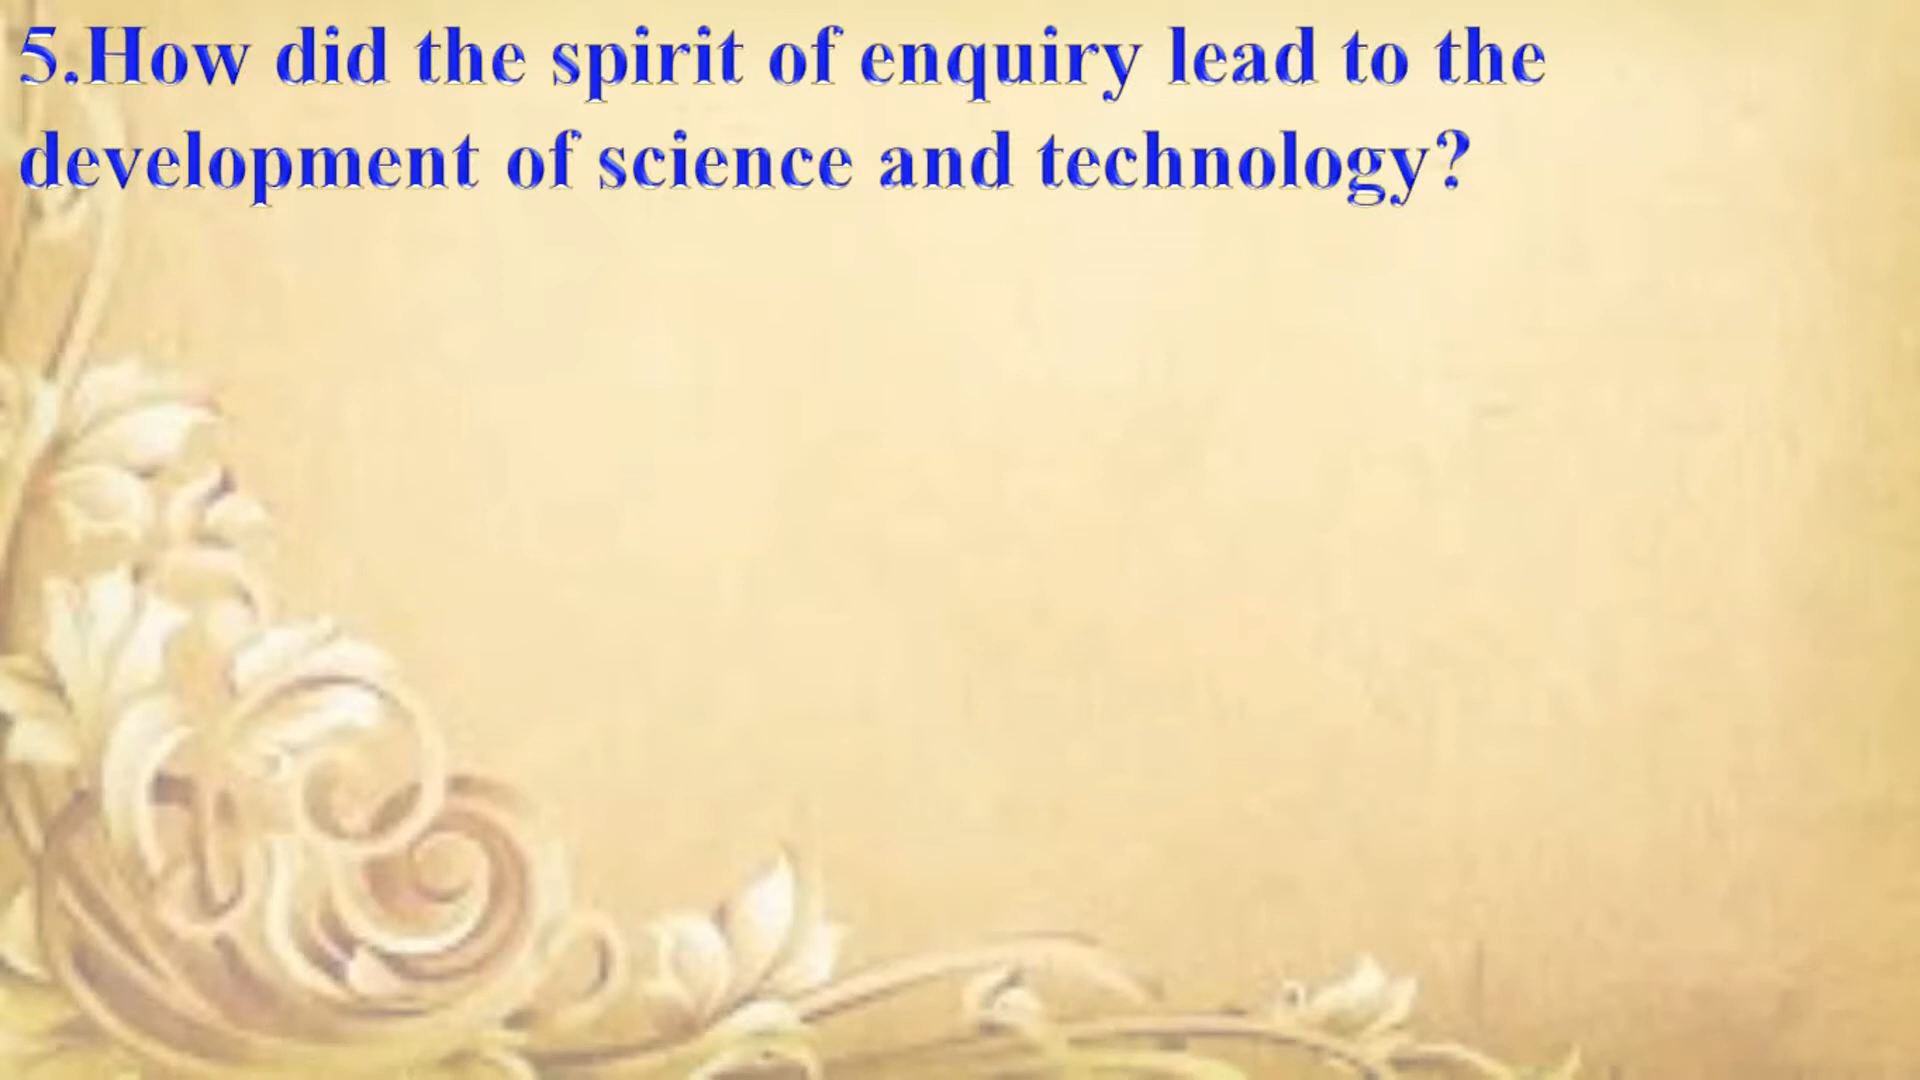 5.How did the spirit of enquiry lead to the
development of science and technology?